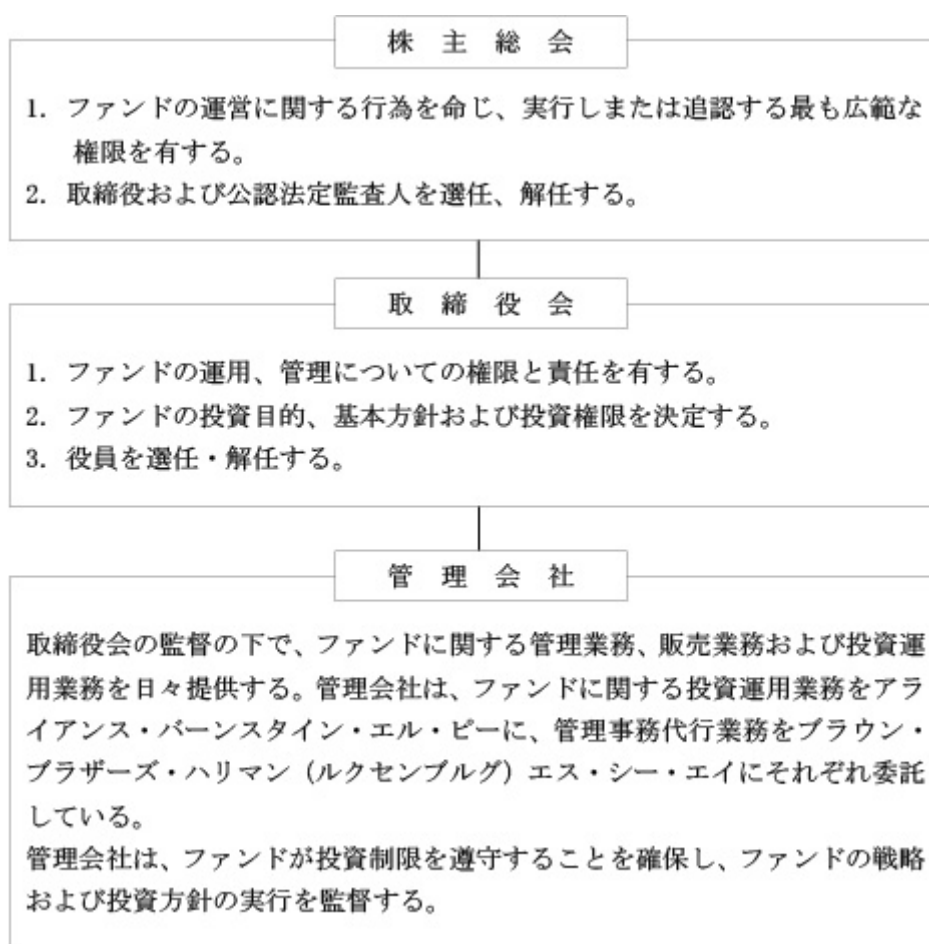 株 主 総 会
1. ファンドの運営に関する行為を命じ、実行しまたは追認する最も広範な
権限を有する。
2. 取締役および公認法定監査人を選任、解任する。
取 締 役 会
1. ファンドの運用、管理についての権限と責任を有する。
2. ファンドの投資目的、基本方針および投資権限を決定する。
3. 役員を選任・解任する。
管 理 会 社
取締役会の監督の下で、ファンドに関する管理業務、販売業務および投資運
用業務を日々提供する。管理会社は、ファンドに関する投資運用業務をアラ
イアンス・バーンスタイン・エル・ピーに、管理事務代行業務をブラウン・
ブラザーズ・ハリマン（ルクセンブルグ）エス・シー・エイにそれぞれ委託
している。
管理会社は、ファンドが投資制限を遵守することを確保し、ファンドの戦略
および投資方針の実行を監督する。